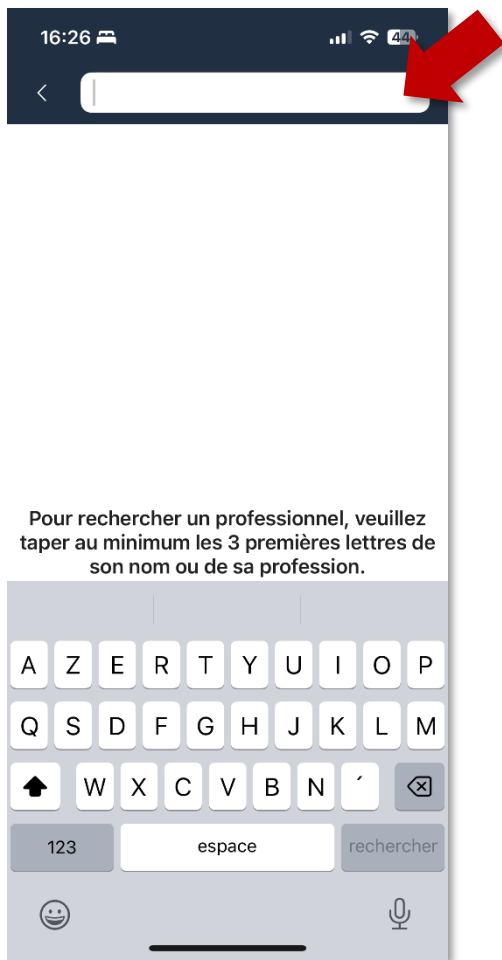 16:26
44
Pour rechercher un professionnel, veuillez
taper au minimum les 3 premières lettres de
son nom ou de sa profession.
A Z E R T Y U I O P
Q S D F G H J K L M
W X C V B N ´
123 espace rechercher